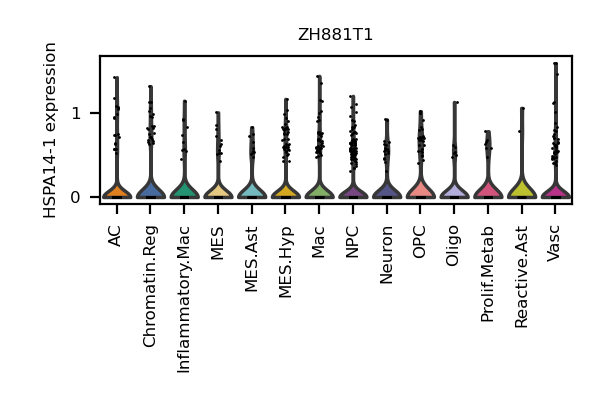 ZH881T1
HSPA14-1 expression
1
0
AC
Chromatin.Reg
Inflammatory.Mac
MES
MES.Ast
MES.Hyp
Mac
NPC
Neuron
OPC
Oligo
Prolif.Metab
Reactive.Ast
Vasc